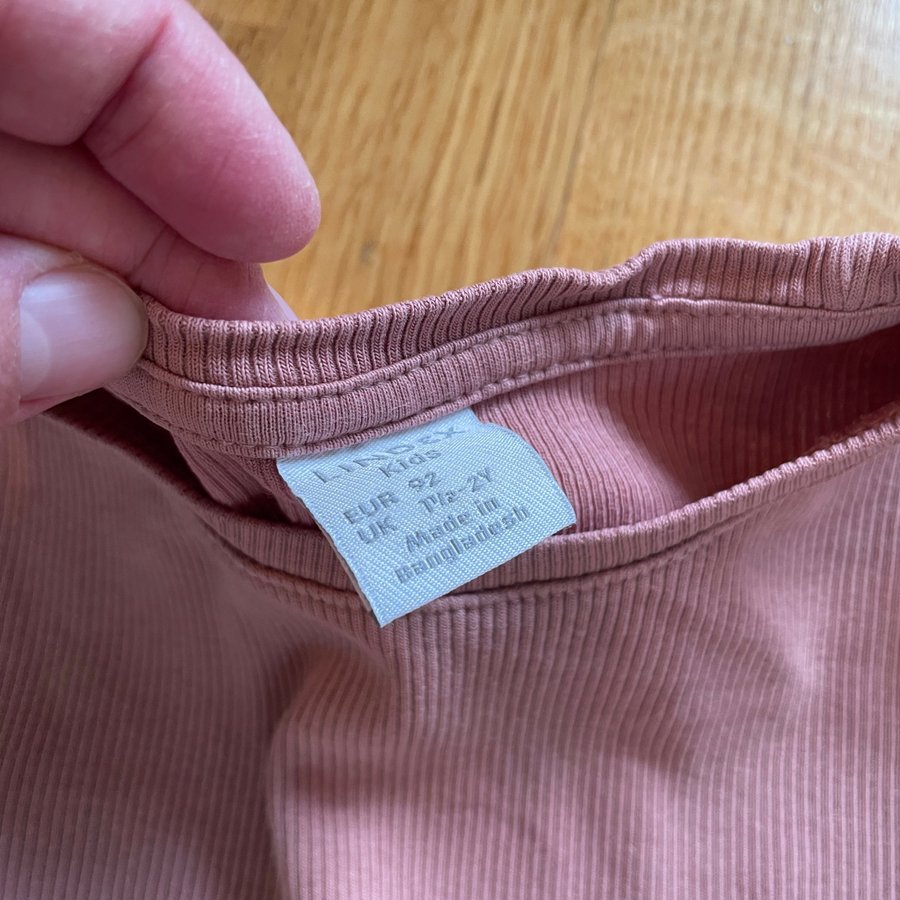 LINDEX
Kids
EUR 92
UK 1½-2Y
Made in
Bangladesh